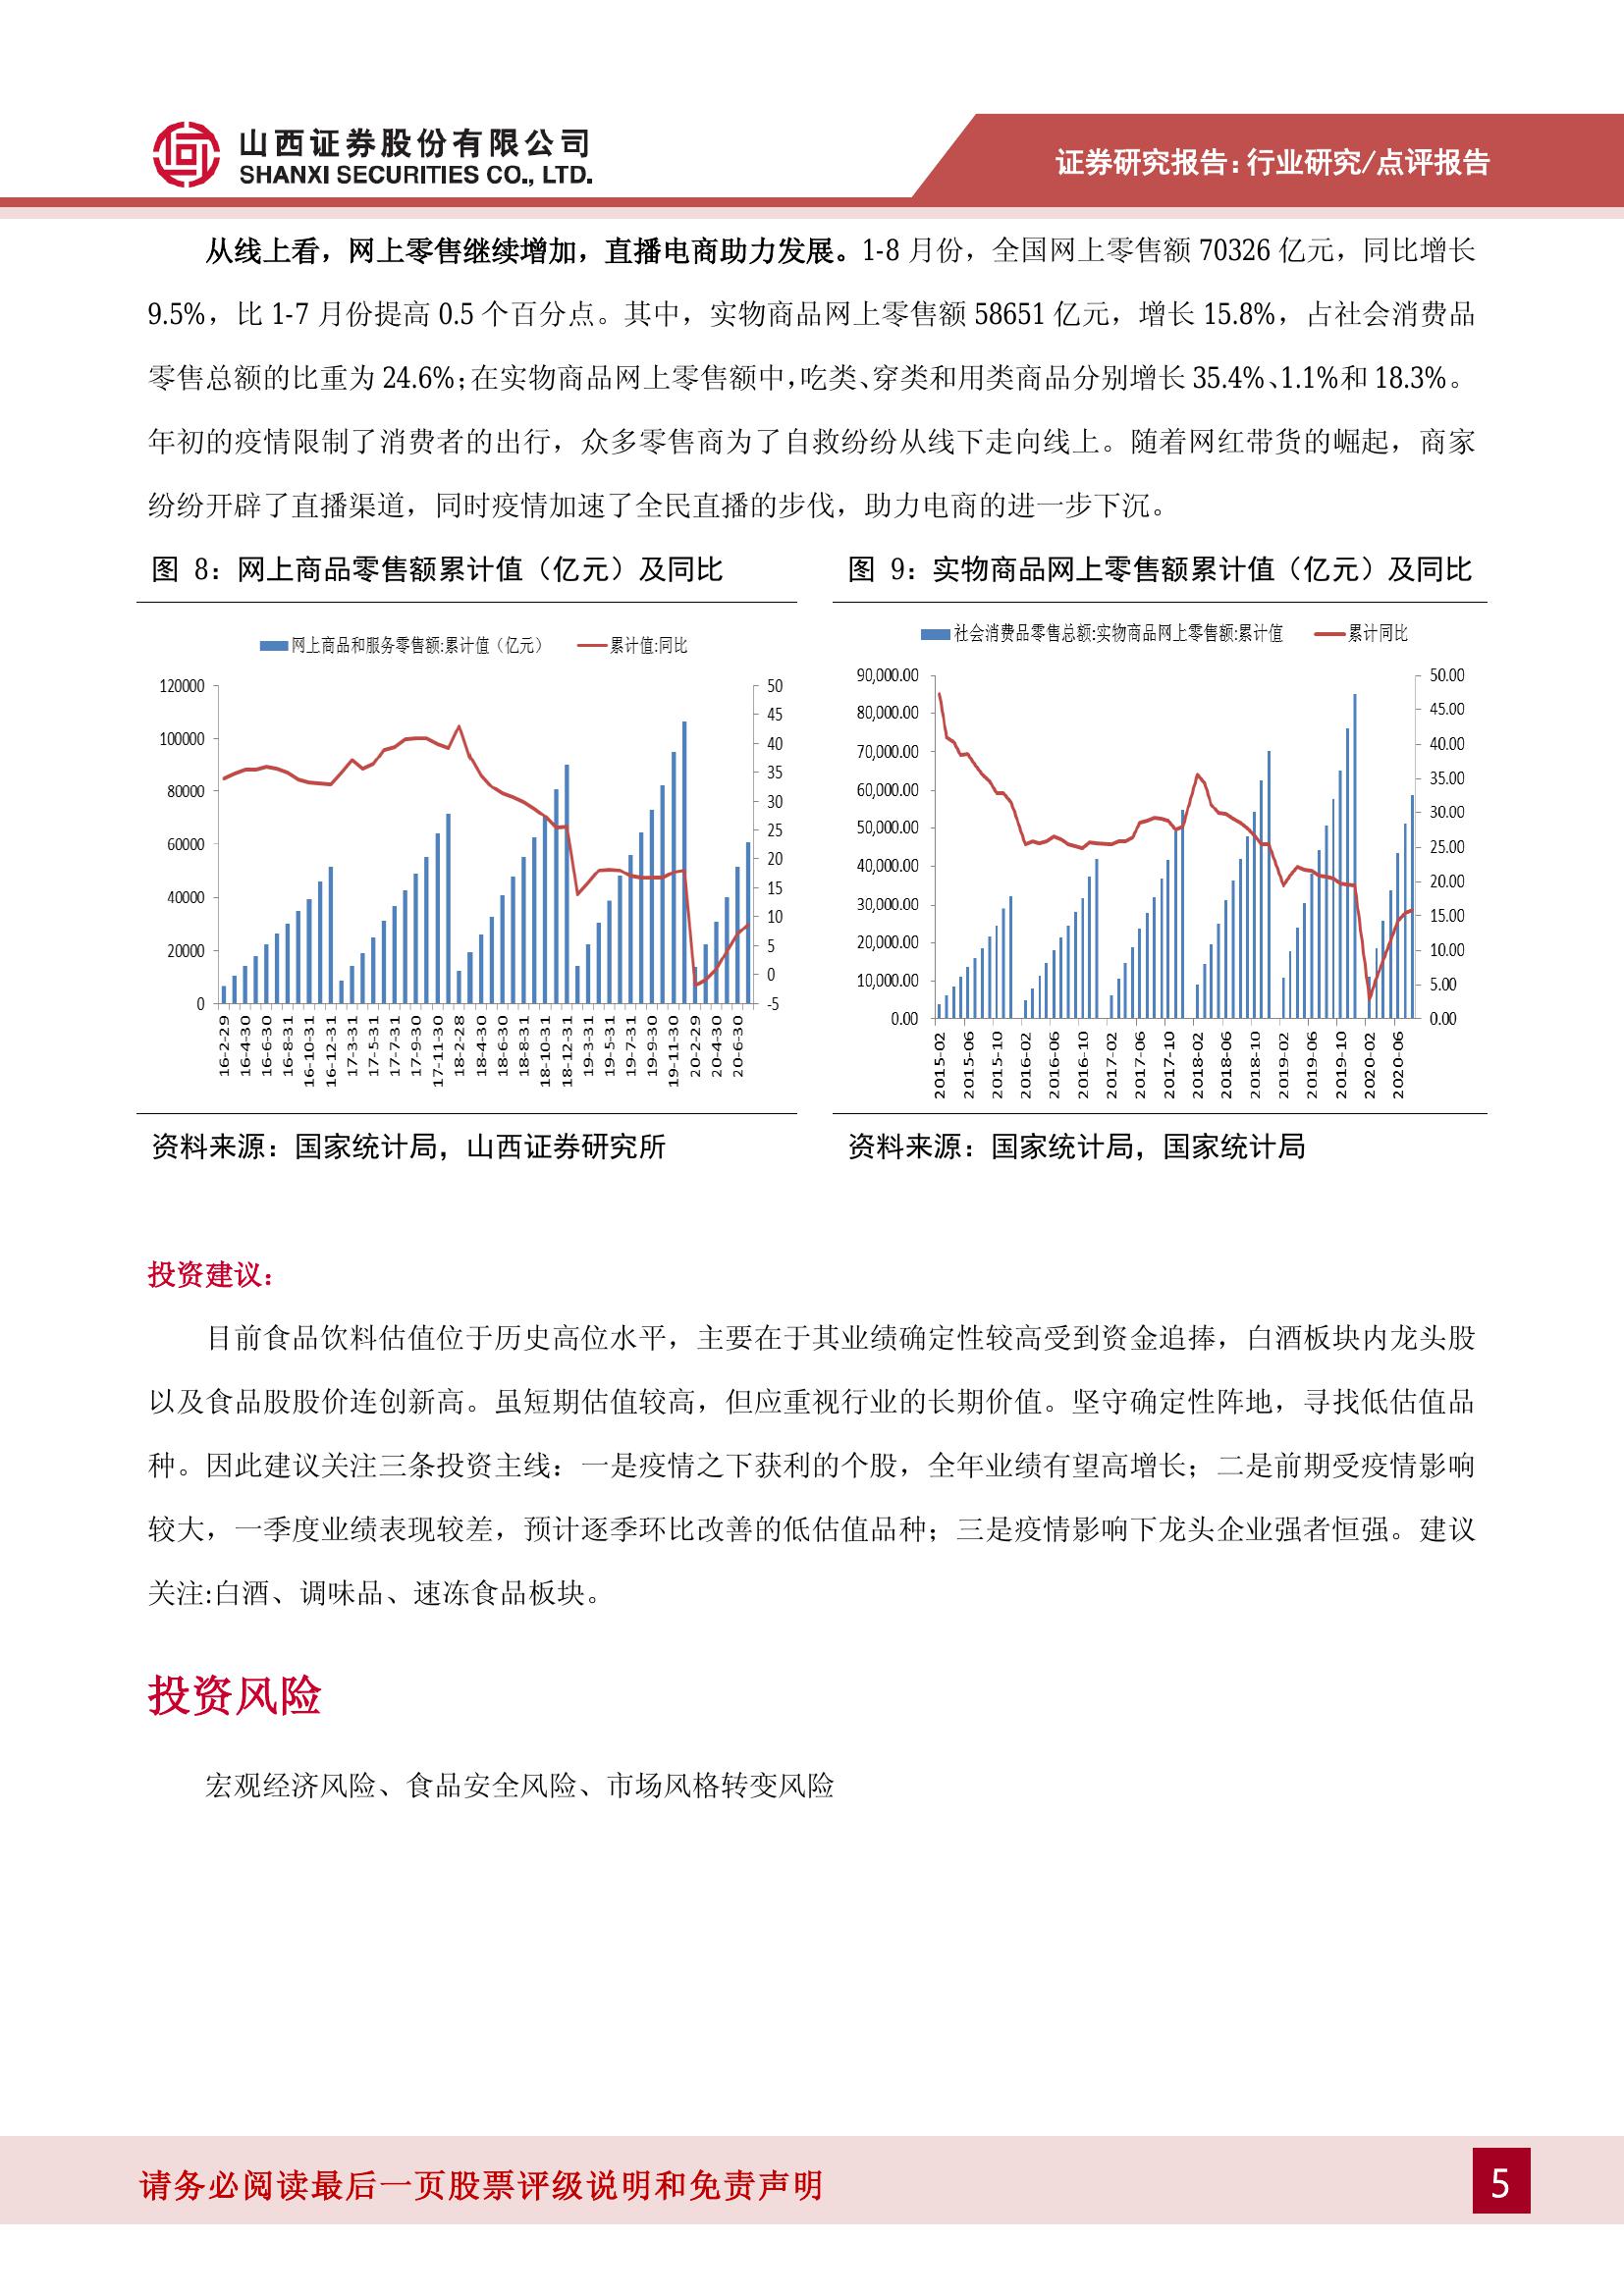 山西证券股份有限公司
SHANXI SECURITIES CO., LTD.
证券研究报告:行业研究/点评报告
从线上看，网上零售继续增加，直播电商助力发展。1-8 月份，全国网上零售额 70326 亿元，同比增长
9.5%，比 1-7 月份提高 0.5 个百分点。其中，实物商品网上零售额 58651 亿元，增长 15.8%，占社会消费品
零售总额的比重为 24.6%；在实物商品网上零售额中，吃类、穿类和用类商品分别增长 35.4%、1.1%和 18.3%。
年初的疫情限制了消费者的出行，众多零售商为了自救纷纷从线下走向线上。随着网红带货的崛起，商家
纷纷开辟了直播渠道，同时疫情加速了全民直播的步伐，助力电商的进一步下沉。
图 8：网上商品零售额累计值（亿元）及同比
网上商品和服务零售额:累计值（亿元） 累计值:同比
120000
100000
80000
60000
40000
20000
0
50
45
40
35
30
25
20
15
10
5
0
-5
16-2-29 16-4-30 16-6-30 16-8-31 16-10-31 16-12-31 17-3-31 17-5-31 17-7-31 17-9-30 17-11-30 18-2-28 18-4-30 18-6-30 18-8-31 18-10-31 18-12-31 19-3-31 19-5-31 19-7-31 19-9-30 19-11-30 20-2-29 20-4-30 20-6-30
资料来源：国家统计局，山西证券研究所
图 9：实物商品网上零售额累计值（亿元）及同比
社会消费品零售总额:实物商品网上零售额:累计值 累计同比
90,000.00
80,000.00
70,000.00
60,000.00
50,000.00
40,000.00
30,000.00
20,000.00
10,000.00
0.00
50.00
45.00
40.00
35.00
30.00
25.00
20.00
15.00
10.00
5.00
0.00
2015-02 2015-06 2015-10 2016-02 2016-06 2016-10 2017-02 2017-06 2017-10 2018-02 2018-06 2018-10 2019-02 2019-06 2019-10 2020-02 2020-06
资料来源：国家统计局，国家统计局
投资建议：
目前食品饮料估值位于历史高位水平，主要在于其业绩确定性较高受到资金追捧，白酒板块内龙头股
以及食品股股价连创新高。虽短期估值较高，但应重视行业的长期价值。坚守确定性阵地，寻找低估值品
种。因此建议关注三条投资主线：一是疫情之下获利的个股，全年业绩有望高增长；二是前期受疫情影响
较大，一季度业绩表现较差，预计逐季环比改善的低估值品种；三是疫情影响下龙头企业强者恒强。建议
关注:白酒、调味品、速冻食品板块。
投资风险
宏观经济风险、食品安全风险、市场风格转变风险
请务必阅读最后一页股票评级说明和免责声明
5